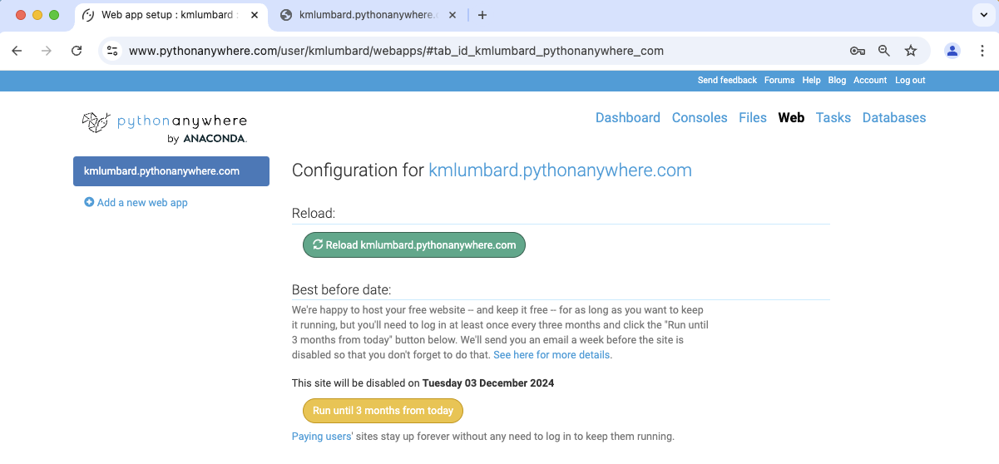 Web app setup : kmlumbard :
kmlumbard.pythonanywhere.c
www.pythonanywhere.com/user/kmlumbard/webapps/#tab_id_kmlumbard_pythonanywhere_com
Send feedback Forums Help Blog Account Log out
pythonanywhere
by ANACONDA.
Dashboard Consoles Files Web Tasks Databases
kmlumbard.pythonanywhere.com
Add a new web app
Configuration for kmlumbard.pythonanywhere.com
Reload:
Reload kmlumbard.pythonanywhere.com
Best before date:
We're happy to host your free website -- and keep it free -- for as long as you want to keep
it running, but you'll need to log in at least once every three months and click the "Run until
3 months from today" button below. We'll send you an email a week before the site is
disabled so that you don't forget to do that. See here for more details.
This site will be disabled on Tuesday 03 December 2024
Run until 3 months from today
Paying users' sites stay up forever without any need to log in to keep them running.